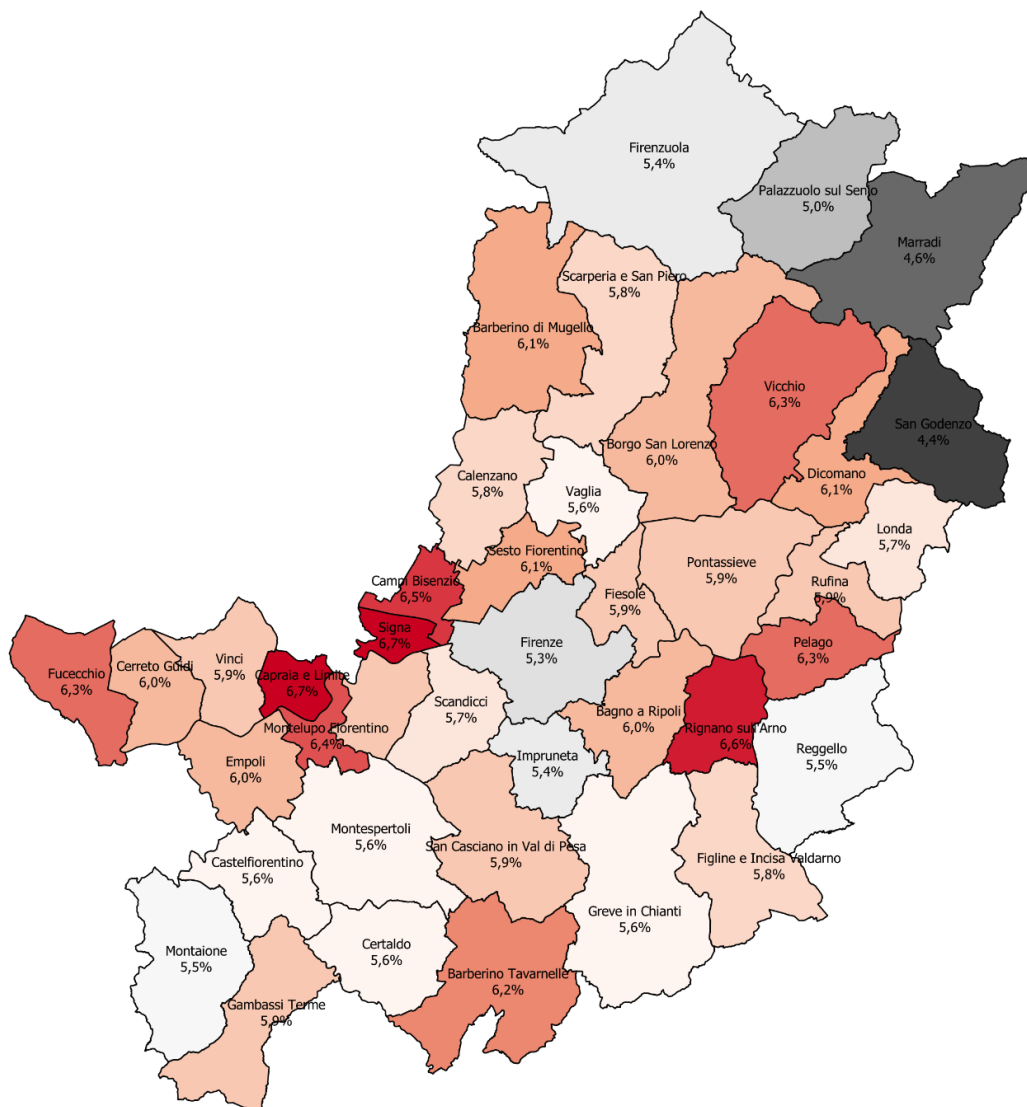 Firenzuola
5,4%
Palazzuolo sul Senio
5,0%
Marradi
4,6%
Scarperia e San Piero
5,8%
Barberino di Mugello
6,1%
Vicchio
6,3%
San Godenzo
4,4%
Borgo San Lorenzo
6,0%
Dicomano
6,1%
Calenzano
5,8%
Vaglia
5,6%
Londa
5,7%
Sesto Fiorentino
6,1%
Pontassieve
5,9%
Rufina
5,9%
Campi Bisenzio
6,5%
Fiesole
5,9%
Signa
6,7%
Firenze
5,3%
Pelago
6,3%
Vinci
5,9%
Cerreto Guidi
6,0%
Fucecchio
6,3%
Capraia e Limite
6,7%
Scandicci
5,7%
Bagno a Ripoli
6,0%
Montelupo Fiorentino
6,4%
Rignano sull'Arno
6,6%
Reggello
5,5%
Empoli
6,0%
Impruneta
5,4%
Montespertoli
5,6%
San Casciano in Val di Pesa
5,9%
Castelfiorentino
5,6%
Figline e Incisa Valdarno
5,8%
Greve in Chianti
5,6%
Montaione
5,5%
Certaldo
5,6%
Barberino Tavarnelle
6,2%
Gambassi Terme
5,9%